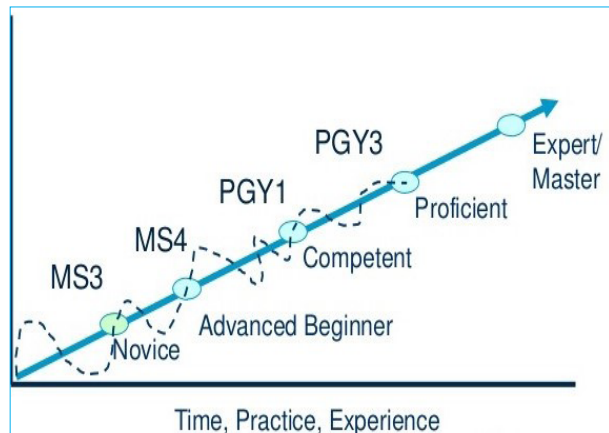 PGY3
Expert/
Master
PGY1
Proficient
MS4
Competent
MS3
Advanced Beginner
Novice
Time, Practice, Experience